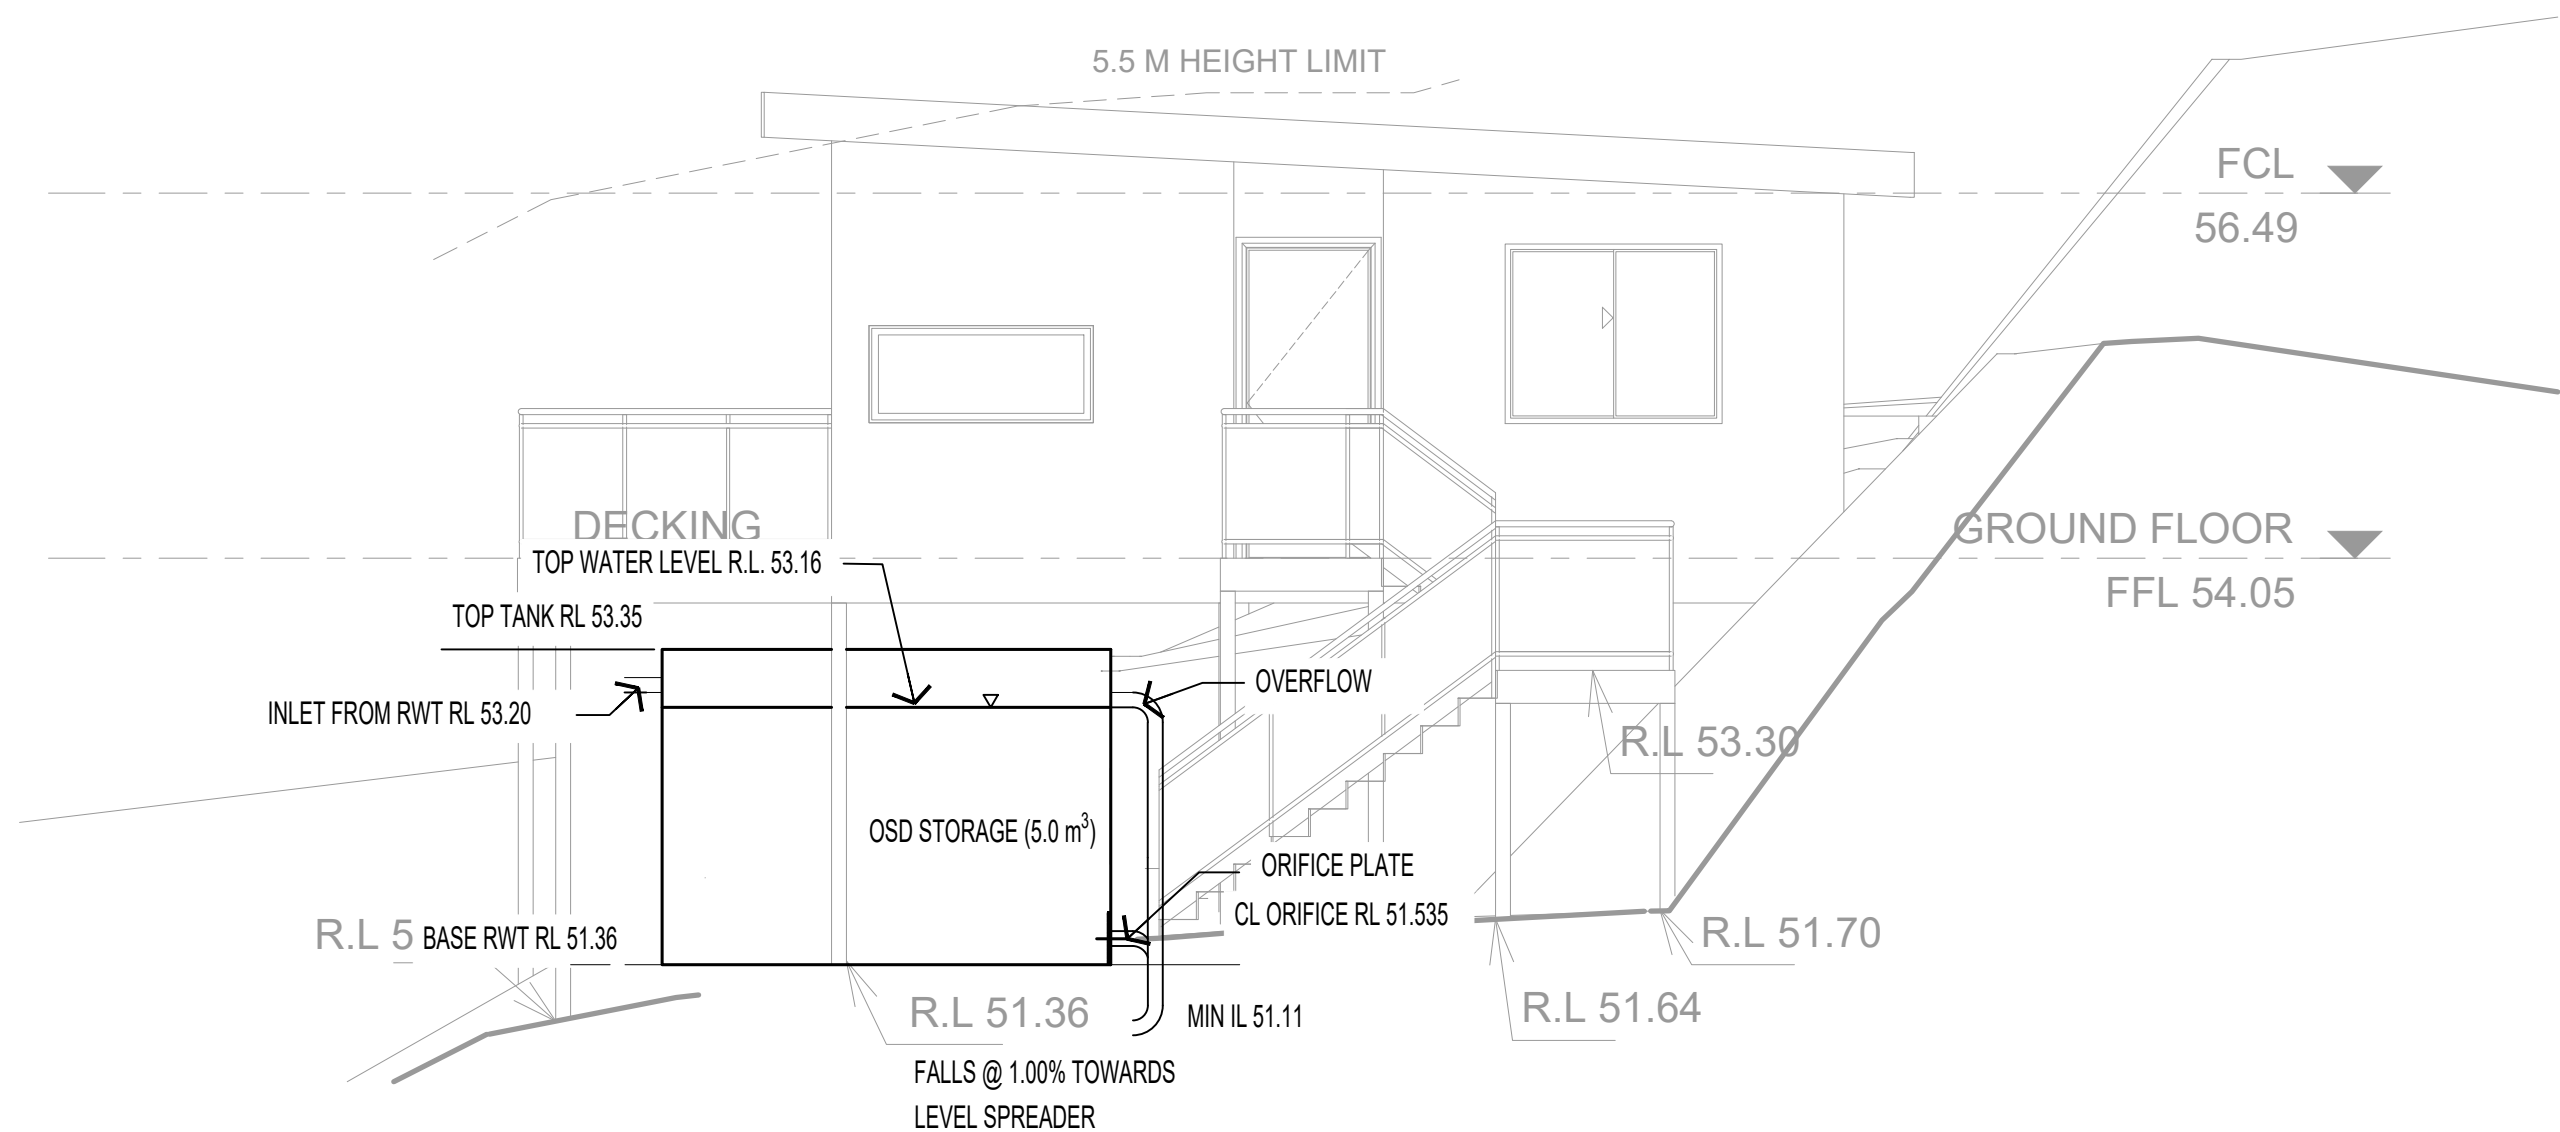 5.5 M HEIGHT LIMIT
FCL
56.49
DECKING
GROUND FLOOR
TOP WATER LEVEL R.L. 53.16
FFL 54.05
TOP TANK RL 53.35
OVERFLOW
INLET FROM RWT RL 53.20
R.L 53.30
OSD STORAGE (5.0 m³)
ORIFICE PLATE
CL ORIFICE RL 51.535
R.L 5
BASE RWT RL 51.36
R.L 51.70
R.L 51.36
MIN IL 51.11
R.L 51.64
FALLS @ 1.00% TOWARDS
LEVEL SPREADER